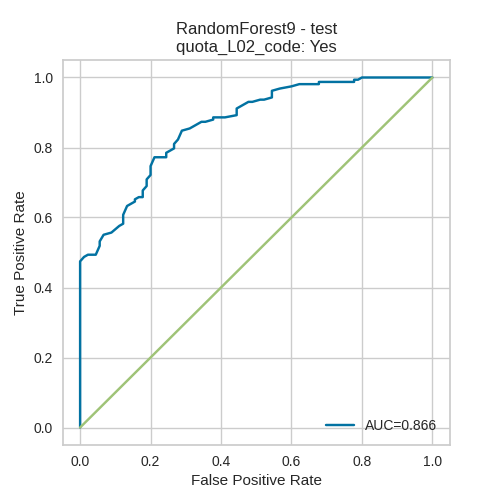 RandomForest9 - test
quota_L02_code: Yes
True Positive Rate
1.0
0.8
0.6
0.4
0.2
0.0
AUC=0.866
0.0 0.2 0.4 0.6 0.8 1.0
False Positive Rate